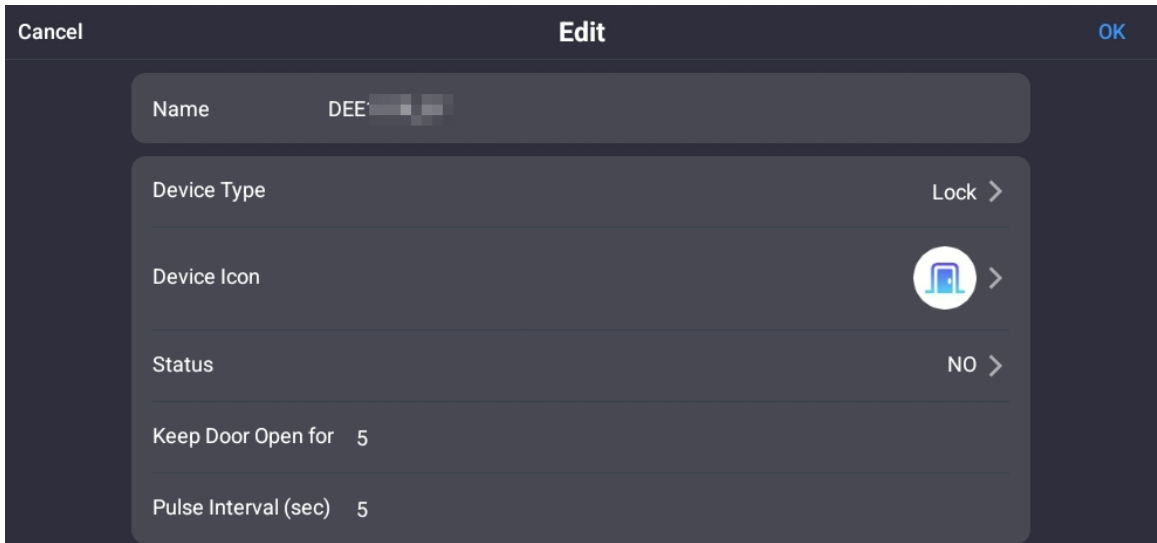 Cancel Edit OK
Name DEE
Device Type Lock
Device Icon
Status NO
Keep Door Open for 5
Pulse Interval (sec) 5